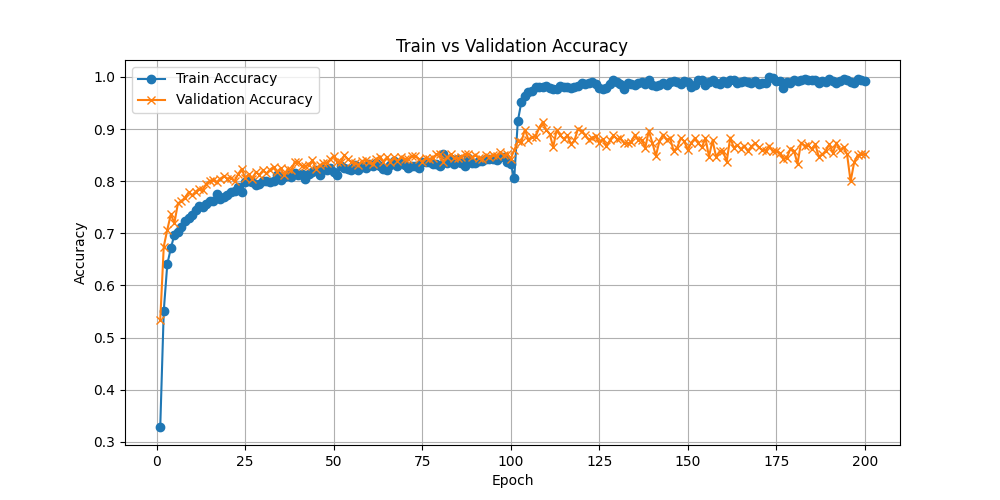 Train vs Validation Accuracy
Train Accuracy
Validation Accuracy
Accuracy
1.0
0.9
0.8
0.7
0.6
0.5
0.4
0.3
0 25 50 75 100 125 150 175 200
Epoch